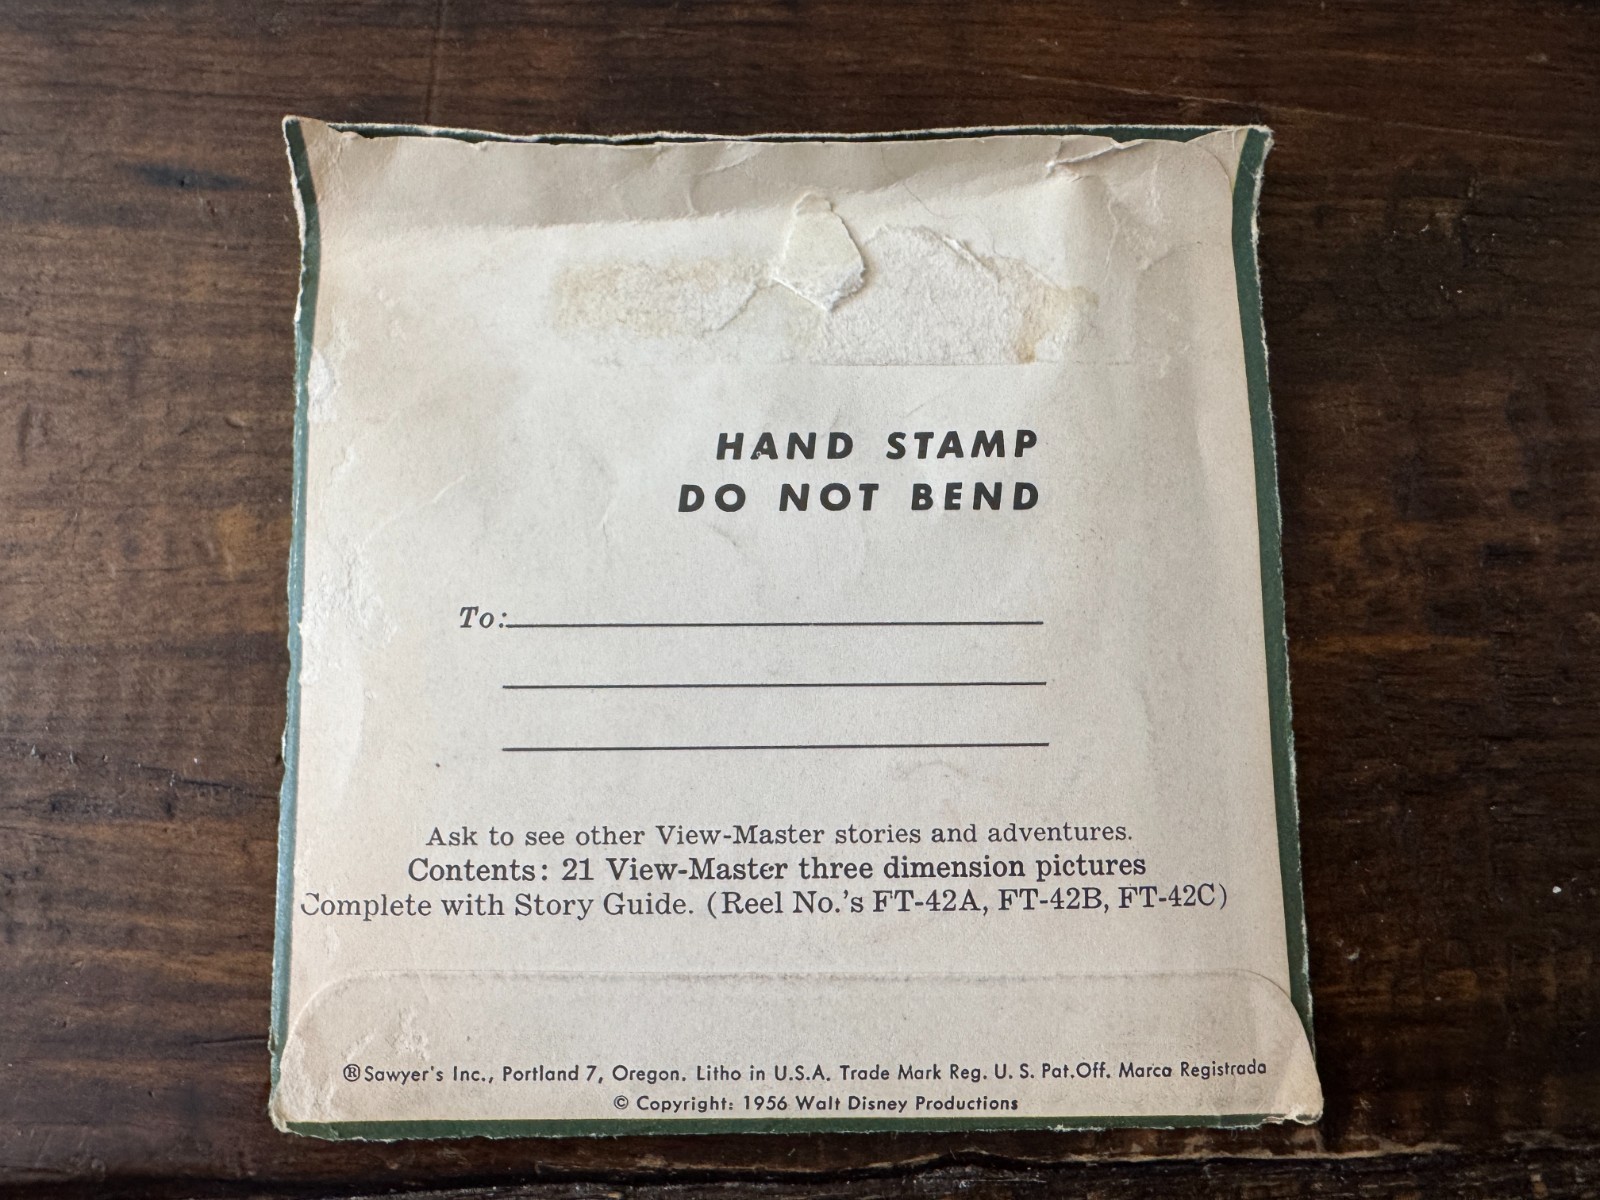 HAND STAMP
DO NOT BEND
To:
Ask to see other View-Master stories and adventures.
Contents: 21 View-Master three dimension pictures
Complete with Story Guide. (Reel No.'s FT-42A, FT-42B, FT-42C)
®Sawyer's Inc., Portland 7, Oregon. Litho in U.S.A. Trade Mark Reg. U. S. Pat.Off. Marca Registrada
© Copyright: 1956 Walt Disney Productions